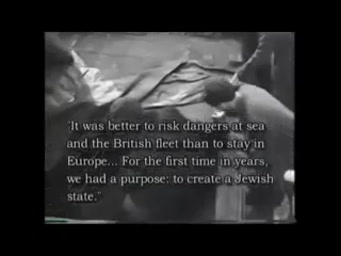 "It was better to risk dangers at sea
and the British fleet than to stay in
Europe... For the first time in years,
we had a purpose: to create a Jewish
state."